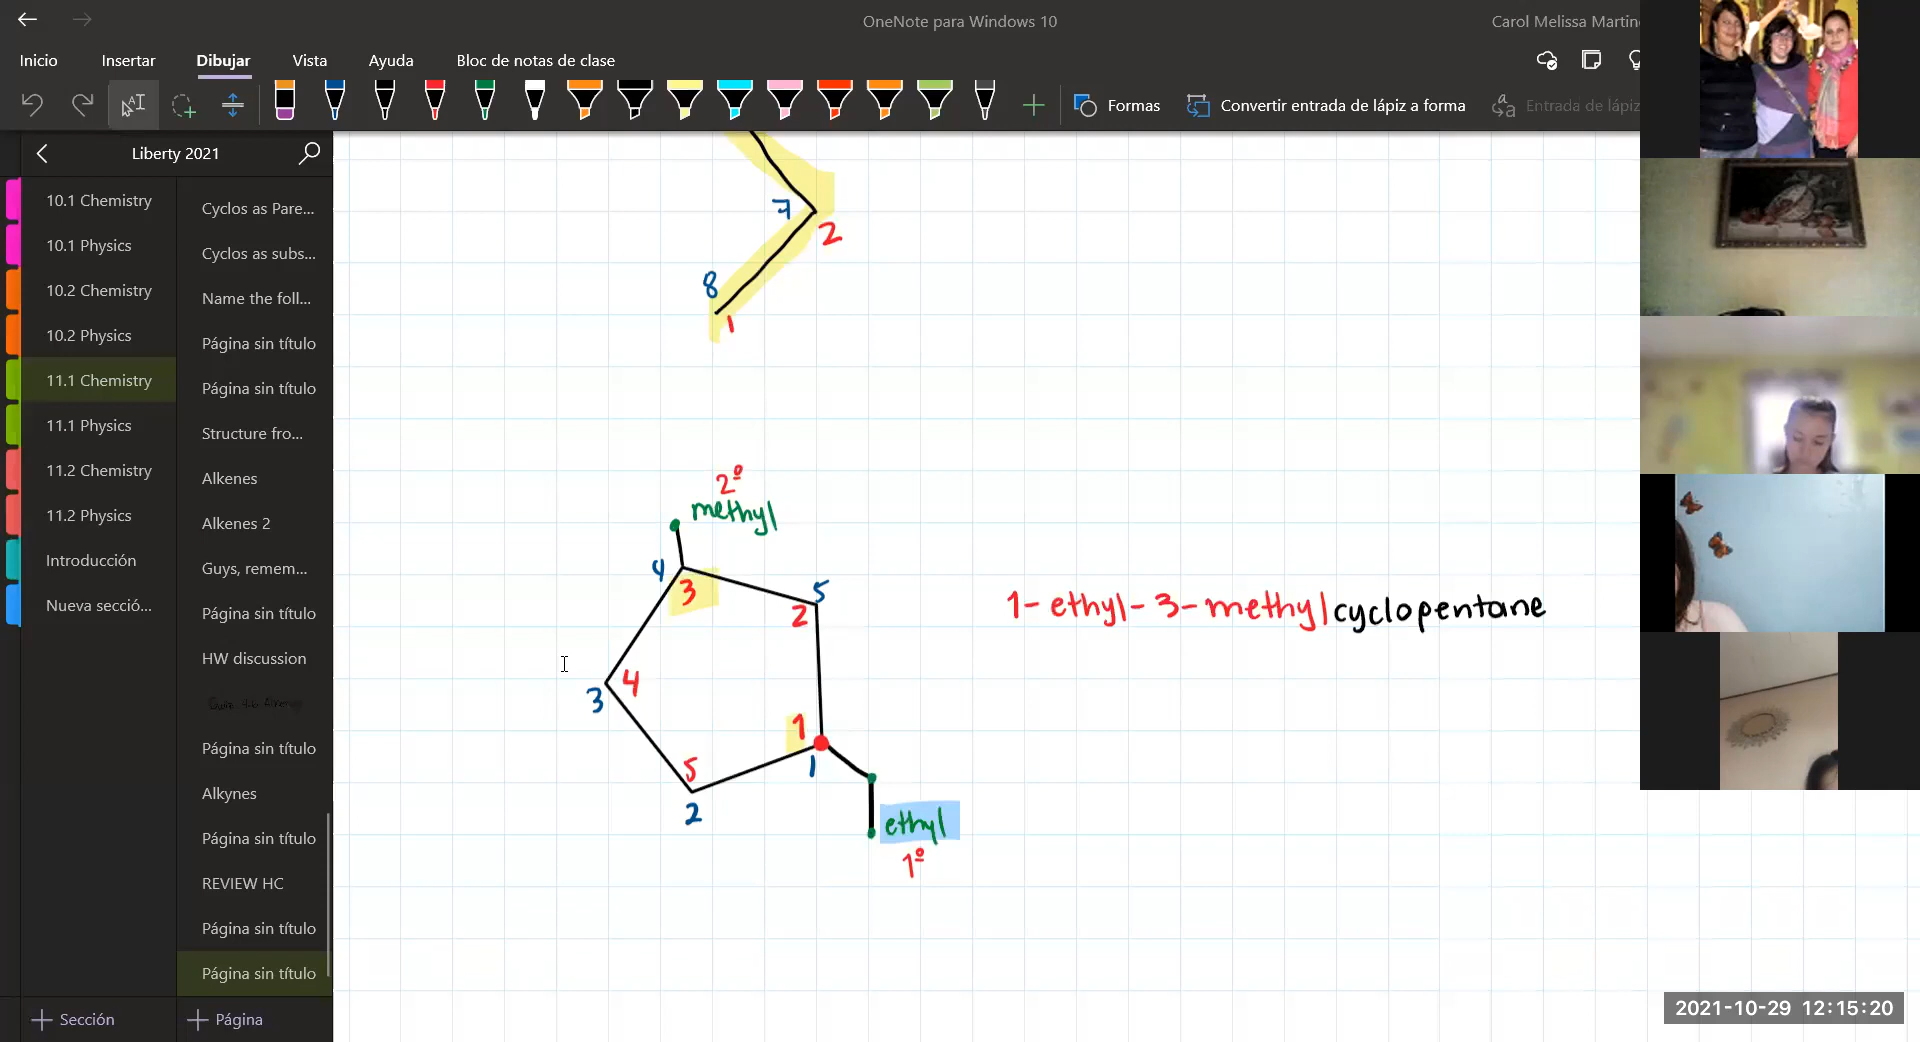 OneNote para Windows 10
Carol Melissa Martin
Inicio
Insertar
Dibujar
Vista
Ayuda
Bloc de notas de clase
Formas
Convertir entrada de lápiz a forma
Entrada de lápiz
Liberty 2021
10.1 Chemistry
10.1 Physics
10.2 Chemistry
10.2 Physics
11.1 Chemistry
11.1 Physics
11.2 Chemistry
11.2 Physics
Introducción
Nueva secció...
Sección
Cyclos as Pare...
Cyclos as subs...
Name the foll...
Página sin título
Página sin título
Structure fro...
Alkenes
Alkenes 2
Guys, remem...
Página sin título
HW discussion
Página sin título
Alkynes
Página sin título
REVIEW HC
Página sin título
Página sin título
Página
7
2
8
1
2º
methyl
4
3
5
2
3
4
1
1
5
2
ethyl
1º
1-ethyl-3-methylcyclopentane
2021-10-29 12:15:20